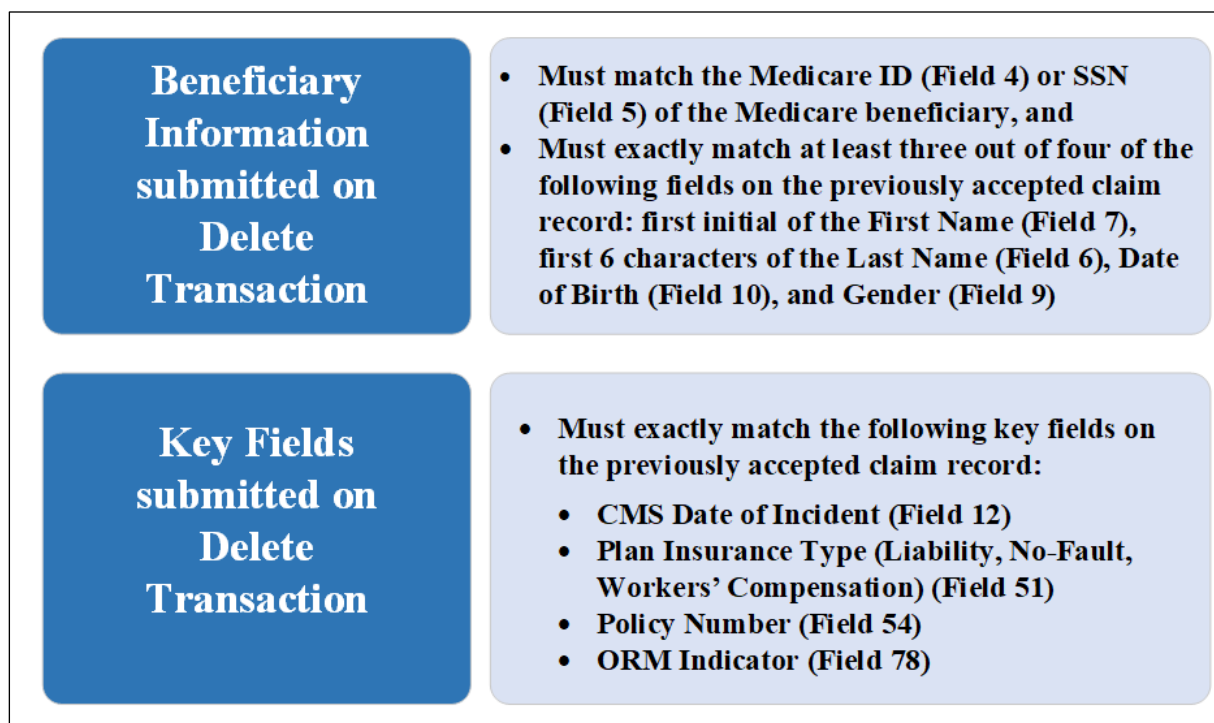 Beneficiary
Information
submitted on
Delete
Transaction
• Must match the Medicare ID (Field 4) or SSN
(Field 5) of the Medicare beneficiary, and
• Must exactly match at least three out of four of the
following fields on the previously accepted claim
record: first initial of the First Name (Field 7),
first 6 characters of the Last Name (Field 6), Date
of Birth (Field 10), and Gender (Field 9)
Key Fields
submitted on
Delete
Transaction
• Must exactly match the following key fields on
the previously accepted claim record:
• CMS Date of Incident (Field 12)
• Plan Insurance Type (Liability, No-Fault,
Workers’ Compensation) (Field 51)
• Policy Number (Field 54)
• ORM Indicator (Field 78)